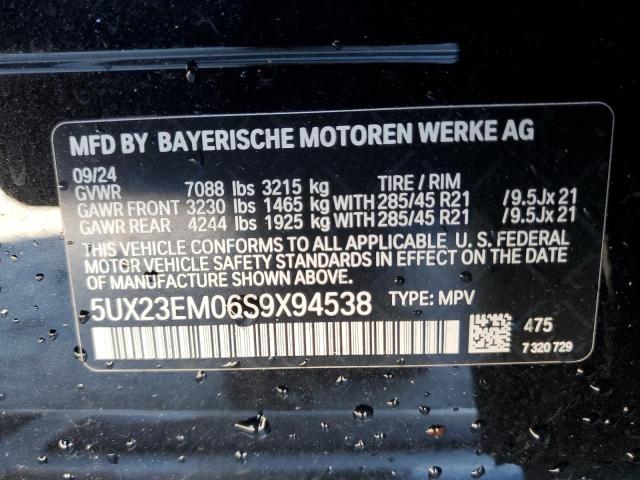 MFD BY BAYERISCHE MOTOREN WERKE AG
09/24
GVWR 7088 lbs 3215 kg TIRE / RIM
GAWR FRONT 3230 lbs 1465 kg WITH 285/45 R21 /9.5Jx21
GAWR REAR 4244 lbs 1925 kg WITH 285/45 R21 /9.5Jx21
THIS VEHICLE CONFORMS TO ALL APPLICABLE U. S. FEDERAL
MOTOR VEHICLE SAFETY STANDARDS IN EFFECT ON THE DATE
OF MANUFACTURE SHOWN ABOVE.
5UX23EM06S9X94538 TYPE: MPV
475
7 320 729